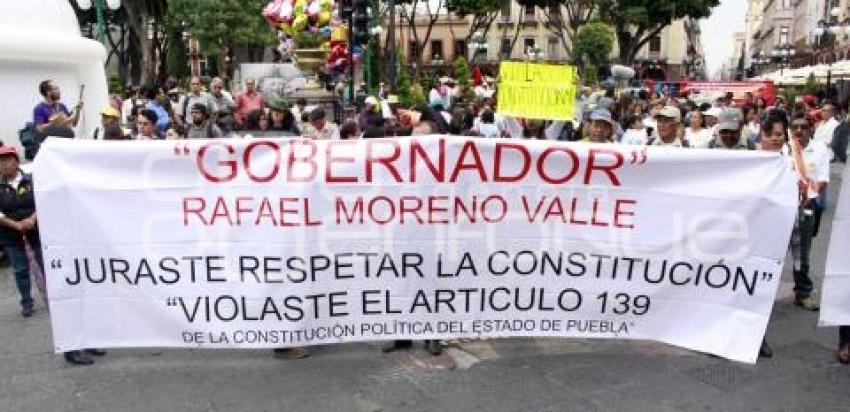 CONSTITUCIONAL
"GOBERNADOR"
RAFAEL MORENO VALLE
"JURASTE RESPETAR LA CONSTITUCIÓN"
"VIOLASTE EL ARTICULO 139
DE LA CONSTITUCIÓN POLÍTICA DEL ESTADO DE PUEBLA"